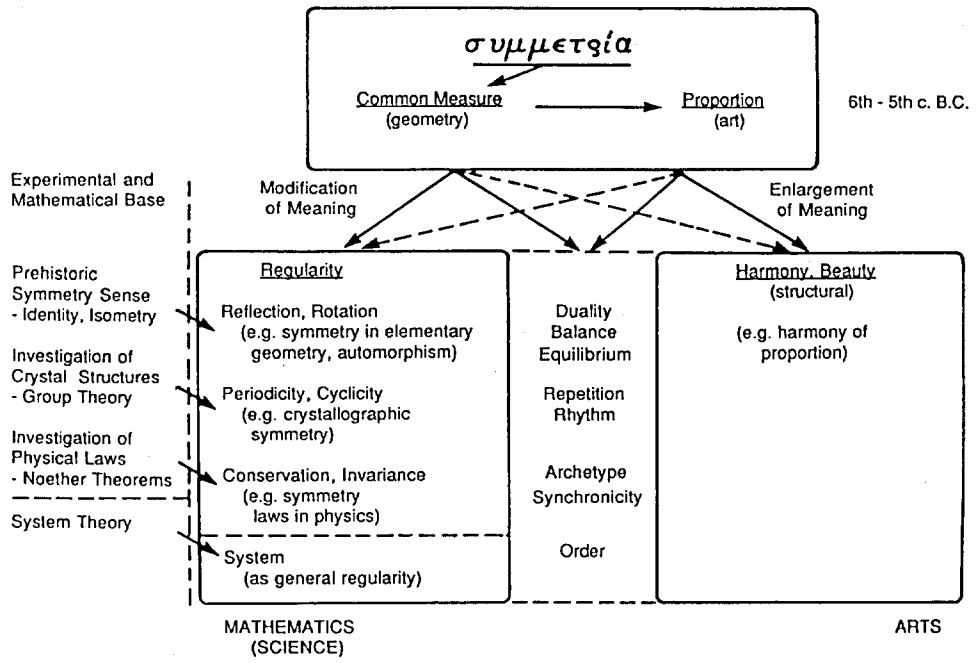 συμμετρία
Common Measure
(geometry)
Proportion
(art)
6th - 5th c. B.C.
Experimental and
Mathematical Base
Modification
of Meaning
Enlargement
of Meaning
Prehistoric
Symmetry Sense
- Identity, Isometry
Investigation of
Crystal Structures
- Group Theory
Investigation of
Physical Laws
- Noether Theorems
System Theory
Regularity
Reflection, Rotation
(e.g. symmetry in elementary
geometry, automorphism)
Periodicity, Cyclicity
(e.g. crystallographic
symmetry)
Conservation, Invariance
(e.g. symmetry
laws in physics)
System
(as general regularity)
Duality
Balance
Equilibrium
Repetition
Rhythm
Archetype
Synchronicity
Order
Harmony, Beauty
(structural)
(e.g. harmony of
proportion)
MATHEMATICS
(SCIENCE)
ARTS